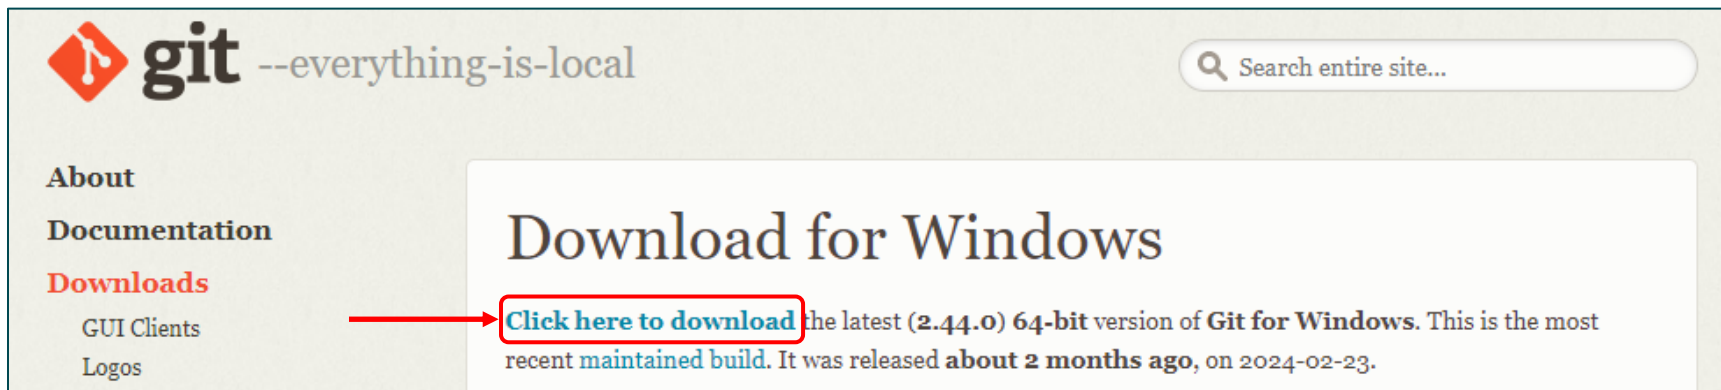 git --everything-is-local
Search entire site...
About
Documentation
Downloads
GUI Clients
Logos
Download for Windows
Click here to download the latest (2.44.0) 64-bit version of Git for Windows. This is the most
recent maintained build. It was released about 2 months ago, on 2024-02-23.